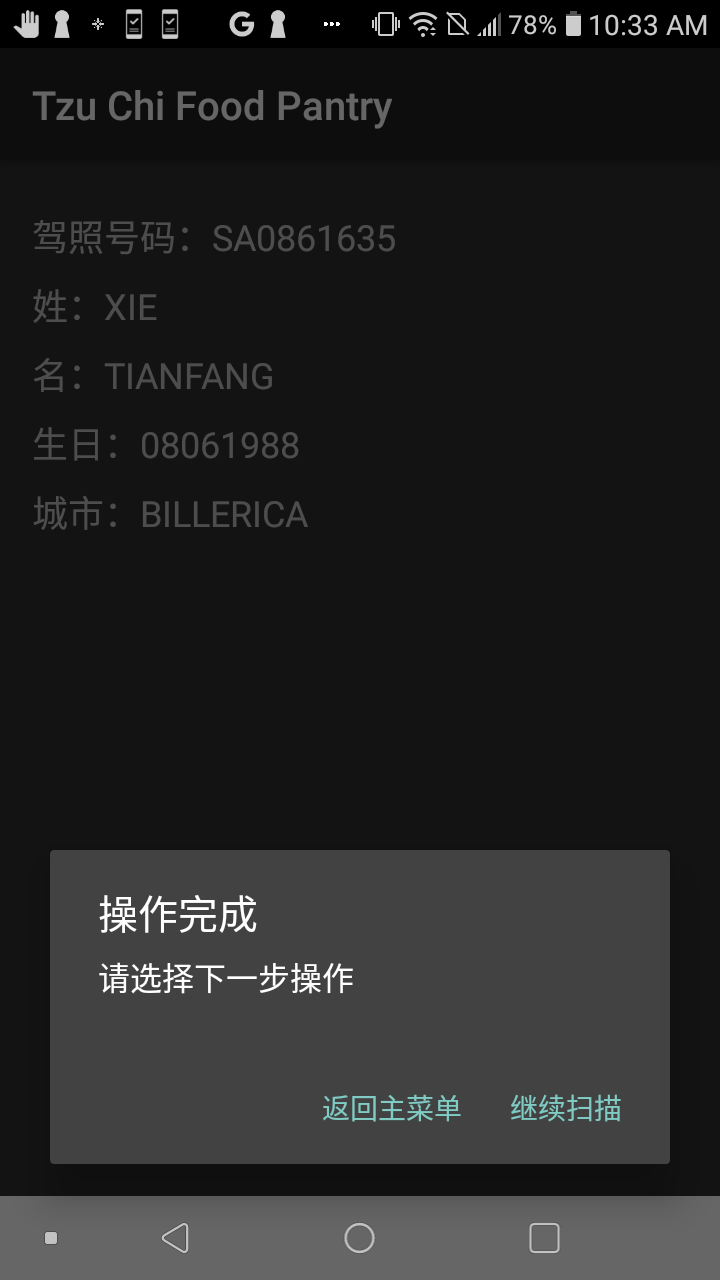 78% 10:33 AM
Tzu Chi Food Pantry
驾照号码：SA0861635
姓：XIE
名：TIANFANG
生日：08061988
城市：BILLERICA
操作完成
请选择下一步操作
返回主菜单 继续扫描